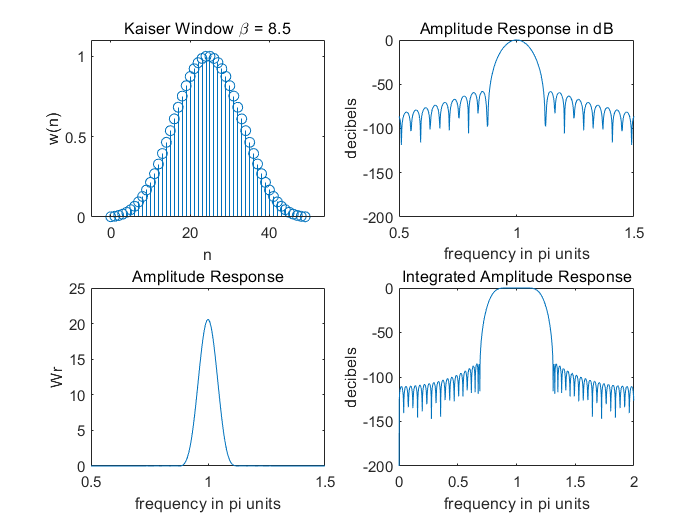 Kaiser Window β = 8.5
1
0.5
0
w(n)
0 20 40
n
Amplitude Response in dB
0
-50
-100
-150
-200
decibels
0.5 1 1.5
frequency in pi units
Amplitude Response
25
20
15
10
5
0
Wr
0.5 1 1.5
frequency in pi units
Integrated Amplitude Response
0
-50
-100
-150
-200
decibels
0 0.5 1 1.5 2
frequency in pi units